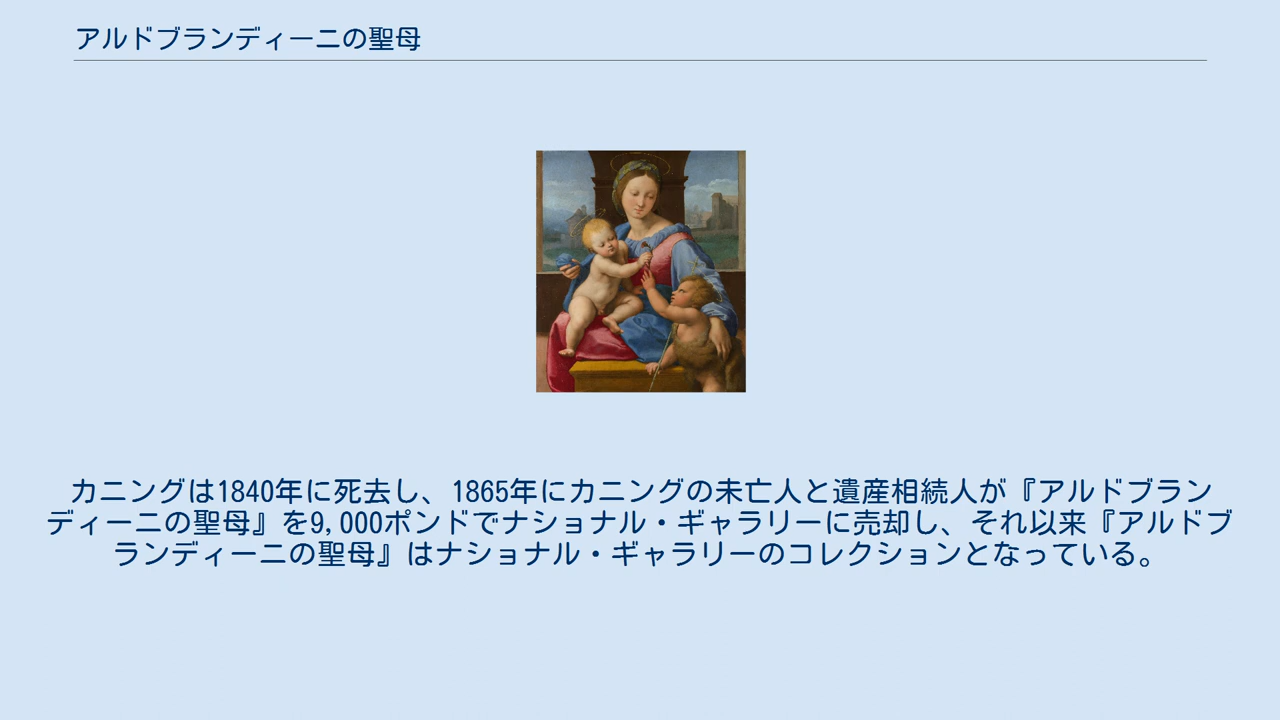 アルドブランディーニの聖母
カニングは1840年に死去し、1865年にカニングの未亡人と遺産相続人が『アルドブラン
ディーニの聖母』を9,000ポンドでナショナル・ギャラリーに売却し、それ以来『アルドブ
ランディーニの聖母』はナショナル・ギャラリーのコレクションとなっている。